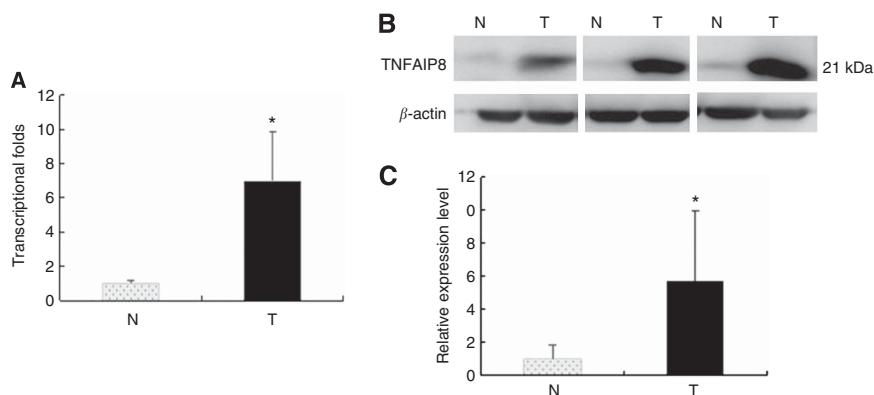 A
Transcriptional folds
12
10
8
6
4
2
0
*
N T
B
N T N T N T
TNFAIP8
21 kDa
β-actin
C
Relative expression level
12
0
8
6
4
2
0
*
N T